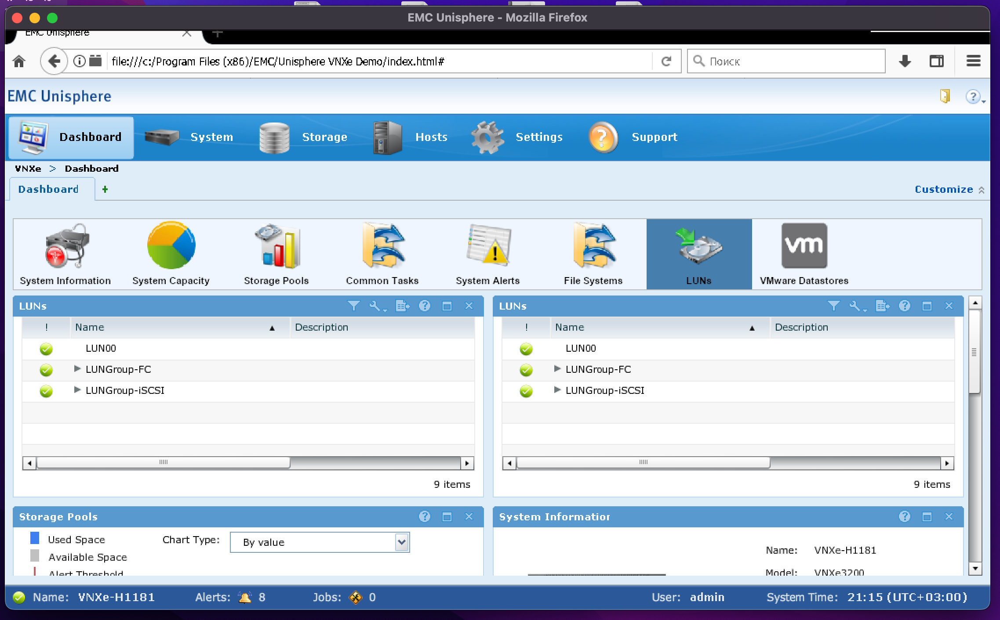 EMC Unisphere - Mozilla Firefox
EMC Unisphere
file:///c:/Program Files (x86)/EMC/Unisphere VNXe Demo/index.html#
Поиск
EMC Unisphere
Dashboard
System
Storage
Hosts
Settings
Support
VNXe > Dashboard
Dashboard
+
Customize
System Information
System Capacity
Storage Pools
Common Tasks
System Alerts
File Systems
LUNs
vm
VMware Datastores
LUNs
! Name Description
LUN00
LUNGroup-FC
LUNGroup-iSCSI
9 items
LUNs
! Name Description
LUN00
LUNGroup-FC
LUNGroup-iSCSI
9 items
Storage Pools
Used Space
Chart Type: By value
Available Space
Alert Threshold
System Information
Name: VNXe-H1181
Model: VNXe3200
Name: VNXe-H1181
Alerts: 8
Jobs: 0
User: admin
System Time: 21:15 (UTC+03:00)